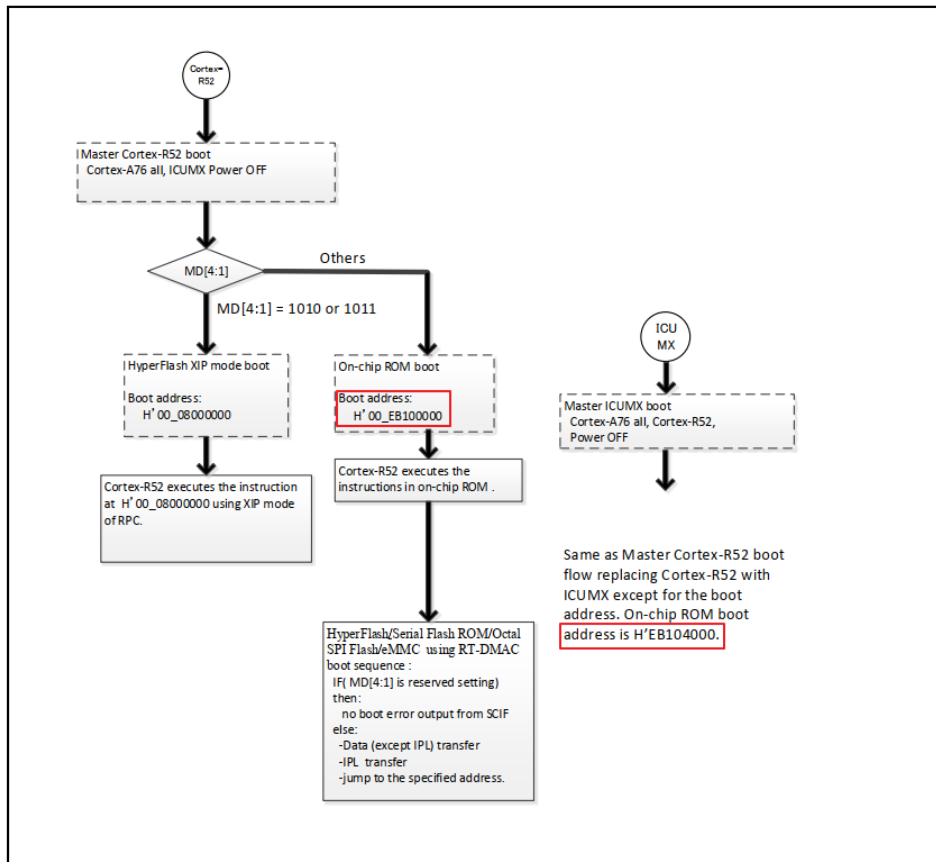 Cortex-
R52
Master Cortex-R52 boot
Cortex-A76 all, ICUMX Power OFF
MD[4:1]
Others
MD[4:1] = 1010 or 1011
HyperFlash XIP mode boot
Boot address:
H' 00_08000000
Cortex-R52 executes the instruction
at H' 00_08000000 using XIP mode
of RPC.
On-chip ROM boot
Boot address:
H' 00_EB100000
Cortex-R52 executes the
instructions in on-chip ROM .
HyperFlash/Serial Flash ROM/Octal
SPI Flash/eMMC using RT-DMAC
boot sequence :
IF( MD[4:1] is reserved setting)
then:
no boot error output from SCIF
else:
-Data (except IPL) transfer
-IPL transfer
-jump to the specified address.
ICU
MX
Master ICUMX boot
Cortex-A76 all, Cortex-R52,
Power OFF
Same as Master Cortex-R52 boot
flow replacing Cortex-R52 with
ICUMX except for the boot
address. On-chip ROM boot
address is H'EB104000.